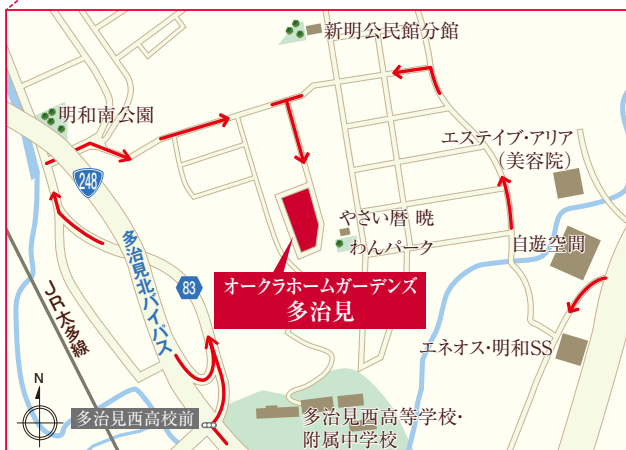 新明公民館分館
明和南公園
エステイブ・アリア
(美容院)
248
やさい暦 暁
わんパーク
自遊空間
多治見北バイパス
83
オークラホームガーデンズ
多治見
JR太多線
エネオス・明和SS
N
多治見西高校前
多治見西高等学校・
附属中学校